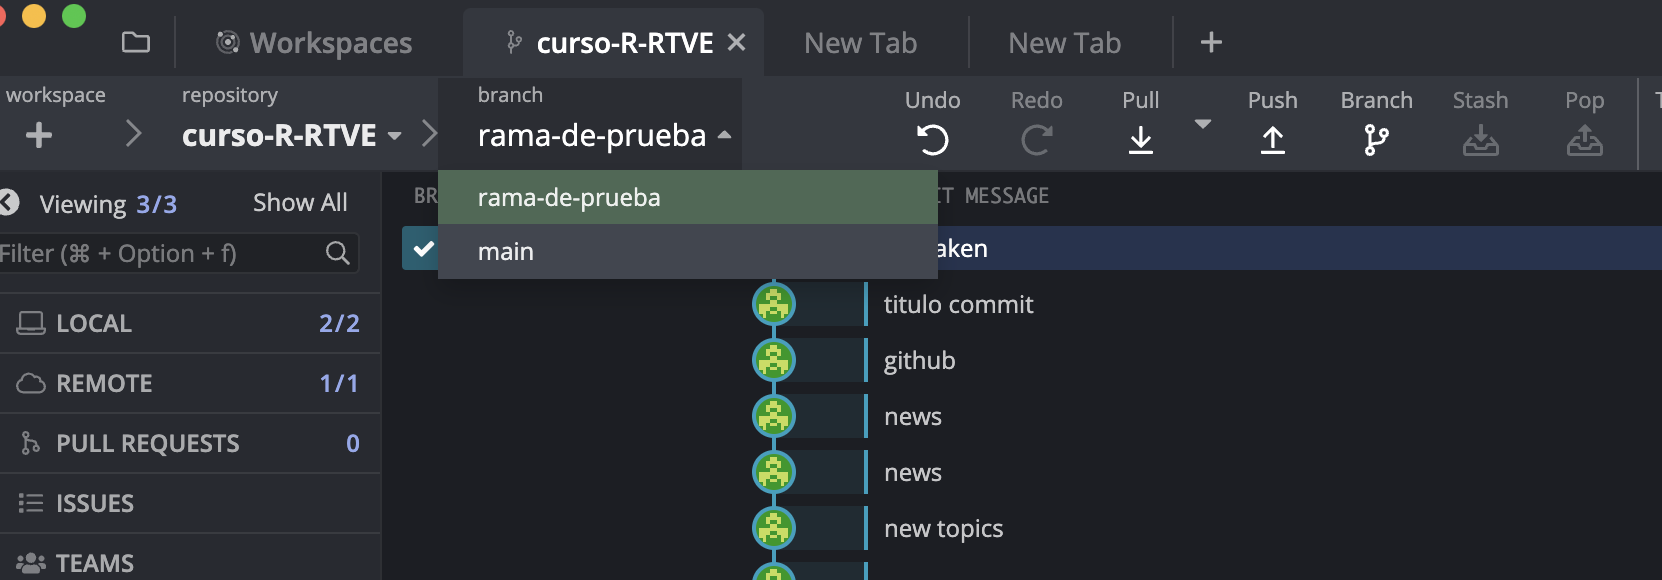 Workspaces
curso-R-RTVE
New Tab
New Tab
workspace
repository
curso-R-RTVE
branch
rama-de-prueba
Undo
Redo
Pull
Push
Branch
Stash
Pop
Viewing 3/3
Show All
rama-de-prueba
MESSAGE
Filter (⌘ + Option + f)
main
aken
LOCAL 2/2
titulo commit
REMOTE 1/1
github
news
PULL REQUESTS 0
news
ISSUES
new topics
TEAMS